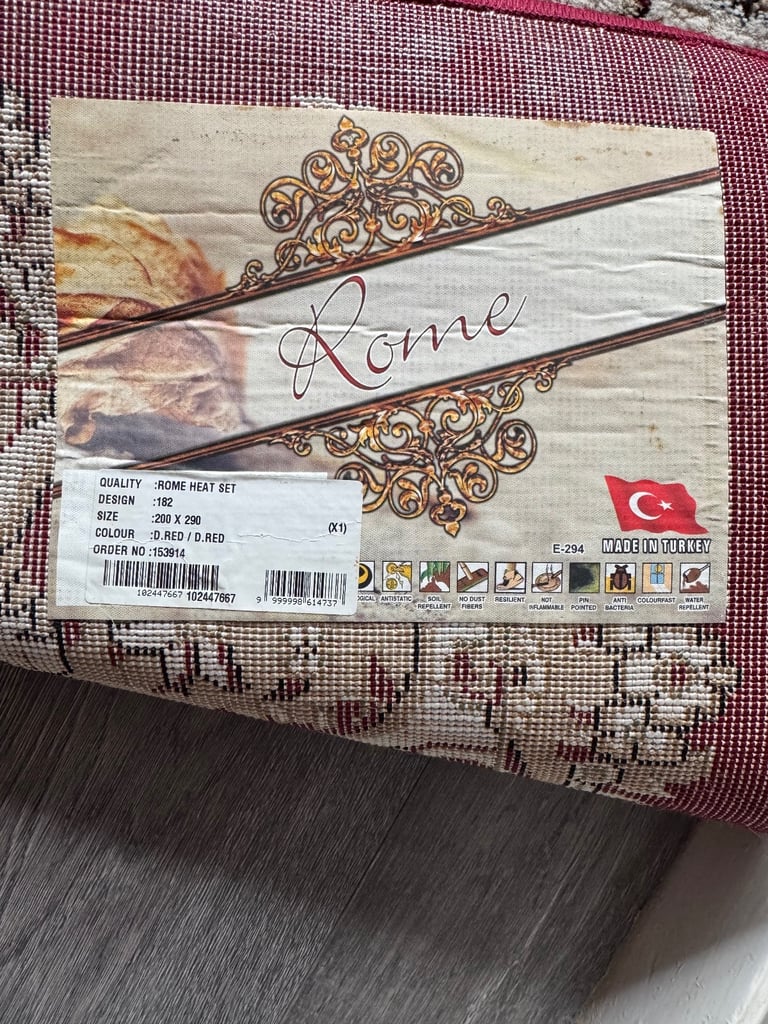 Rome
QUALITY :ROME HEAT SET
DESIGN :182
SIZE :200 X 290
(X1)
COLOUR :D.RED / D.RED
ORDER NO :153914
102447667 102447667
9 999998 614737
E-294
MADE IN TURKEY
ANTISTATIC
SOIL REPELLENT
NO DUST FIBERS
RESILIENT
NOT INFLAMMABLE
PIN POINTED
ANTI BACTERIA
COLOURFAST
WATER REPELLENT